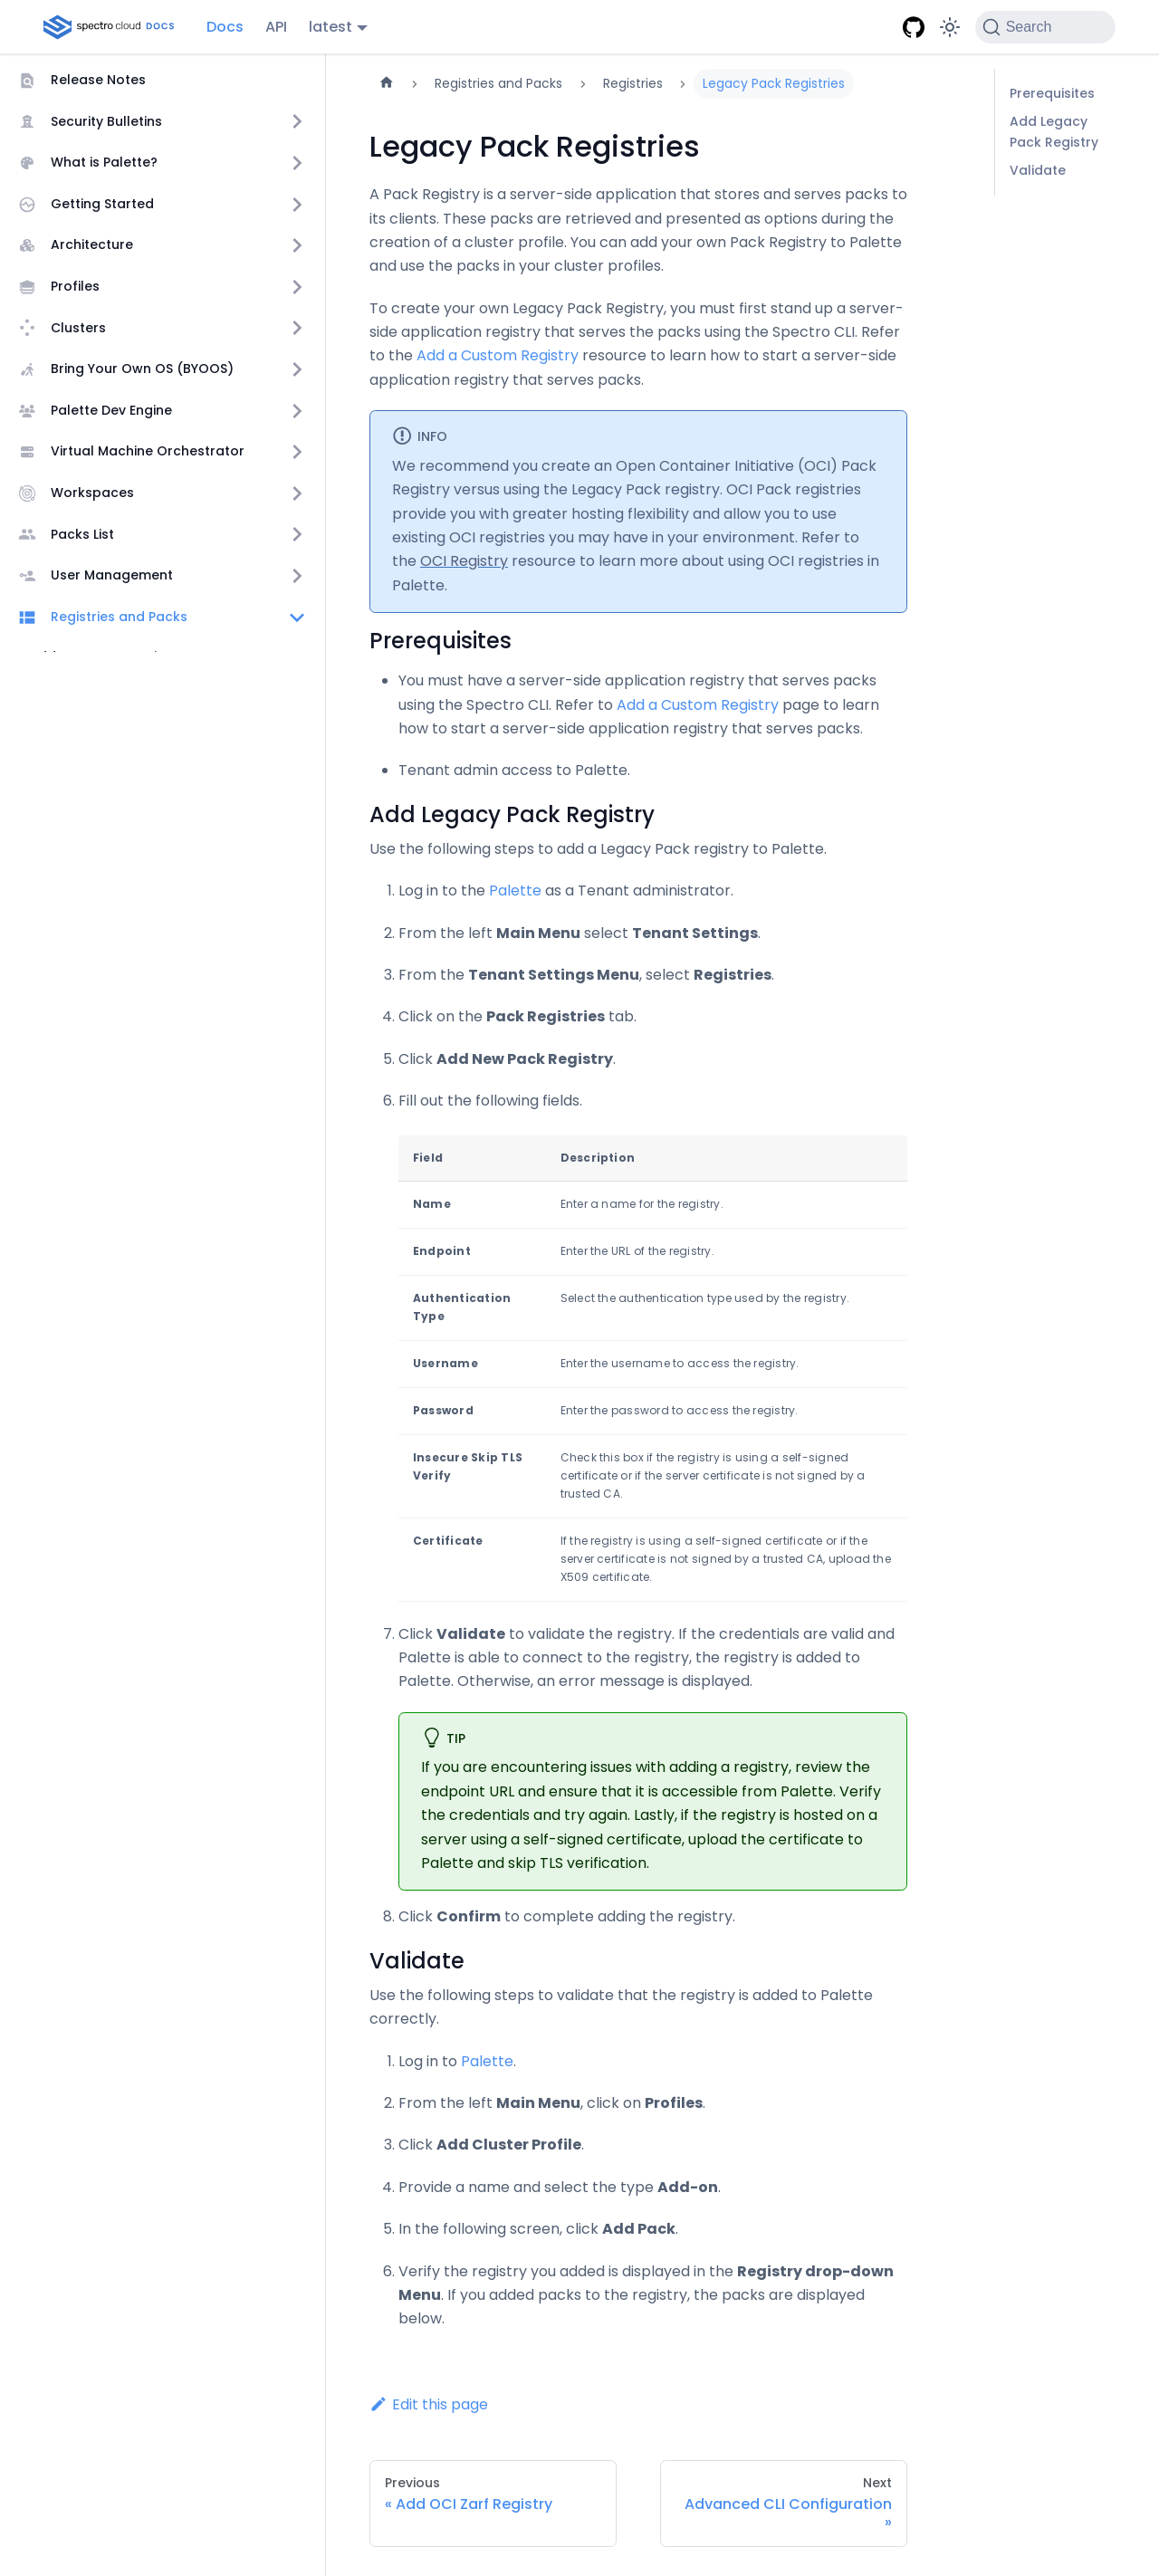 spectro cloud DOCS
Docs
API
latest
Search
Release Notes
Security Bulletins
What is Palette?
Getting Started
Architecture
Profiles
Clusters
Bring Your Own OS (BYOOS)
Palette Dev Engine
Virtual Machine Orchestrator
Workspaces
Packs List
User Management
Registries and Packs
Registries and Packs
Registries
Legacy Pack Registries
Legacy Pack Registries
A Pack Registry is a server-side application that stores and serves packs to
its clients. These packs are retrieved and presented as options during the
creation of a cluster profile. You can add your own Pack Registry to Palette
and use the packs in your cluster profiles.
To create your own Legacy Pack Registry, you must first stand up a server-
side application registry that serves the packs using the Spectro CLI. Refer
to the Add a Custom Registry resource to learn how to start a server-side
application registry that serves packs.
INFO
We recommend you create an Open Container Initiative (OCI) Pack
Registry versus using the Legacy Pack registry. OCI Pack registries
provide you with greater hosting flexibility and allow you to use
existing OCI registries you may have in your environment. Refer to
the OCI Registry resource to learn more about using OCI registries in
Palette.
Prerequisites
You must have a server-side application registry that serves packs
using the Spectro CLI. Refer to Add a Custom Registry page to learn
how to start a server-side application registry that serves packs.
Tenant admin access to Palette.
Add Legacy Pack Registry
Use the following steps to add a Legacy Pack registry to Palette.
1. Log in to the Palette as a Tenant administrator.
2. From the left Main Menu select Tenant Settings.
3. From the Tenant Settings Menu, select Registries.
4. Click on the Pack Registries tab.
5. Click Add New Pack Registry.
6. Fill out the following fields.
Field Description
Name Enter a name for the registry.
Endpoint Enter the URL of the registry.
Authentication Select the authentication type used by the registry.
Type
Username Enter the username to access the registry.
Password Enter the password to access the registry.
Insecure Skip TLS Check this box if the registry is using a self-signed
Verify certificate or if the server certificate is not signed by a
trusted CA.
Certificate If the registry is using a self-signed certificate or if the
server certificate is not signed by a trusted CA, upload the
X509 certificate.
7. Click Validate to validate the registry. If the credentials are valid and
Palette is able to connect to the registry, the registry is added to
Palette. Otherwise, an error message is displayed.
TIP
If you are encountering issues with adding a registry, review the
endpoint URL and ensure that it is accessible from Palette. Verify
the credentials and try again. Lastly, if the registry is hosted on a
server using a self-signed certificate, upload the certificate to
Palette and skip TLS verification.
8. Click Confirm to complete adding the registry.
Validate
Use the following steps to validate that the registry is added to Palette
correctly.
1. Log in to Palette.
2. From the left Main Menu, click on Profiles.
3. Click Add Cluster Profile.
4. Provide a name and select the type Add-on.
5. In the following screen, click Add Pack.
6. Verify the registry you added is displayed in the Registry drop-down
Menu. If you added packs to the registry, the packs are displayed
below.
Edit this page
Previous
« Add OCI Zarf Registry
Next
Advanced CLI Configuration
»
Prerequisites
Add Legacy
Pack Registry
Validate